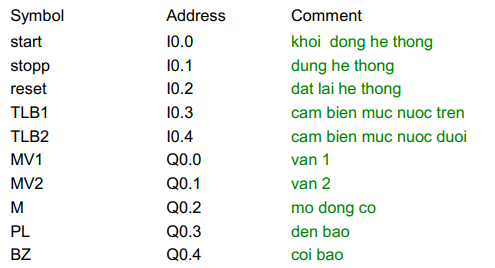 Symbol Address Comment
start I0.0 khoi dong he thong
stopp I0.1 dung he thong
reset I0.2 dat lai he thong
TLB1 I0.3 cam bien muc nuoc tren
TLB2 I0.4 cam bien muc nuoc duoi
MV1 Q0.0 van 1
MV2 Q0.1 van 2
M Q0.2 mo dong co
PL Q0.3 den bao
BZ Q0.4 coi bao